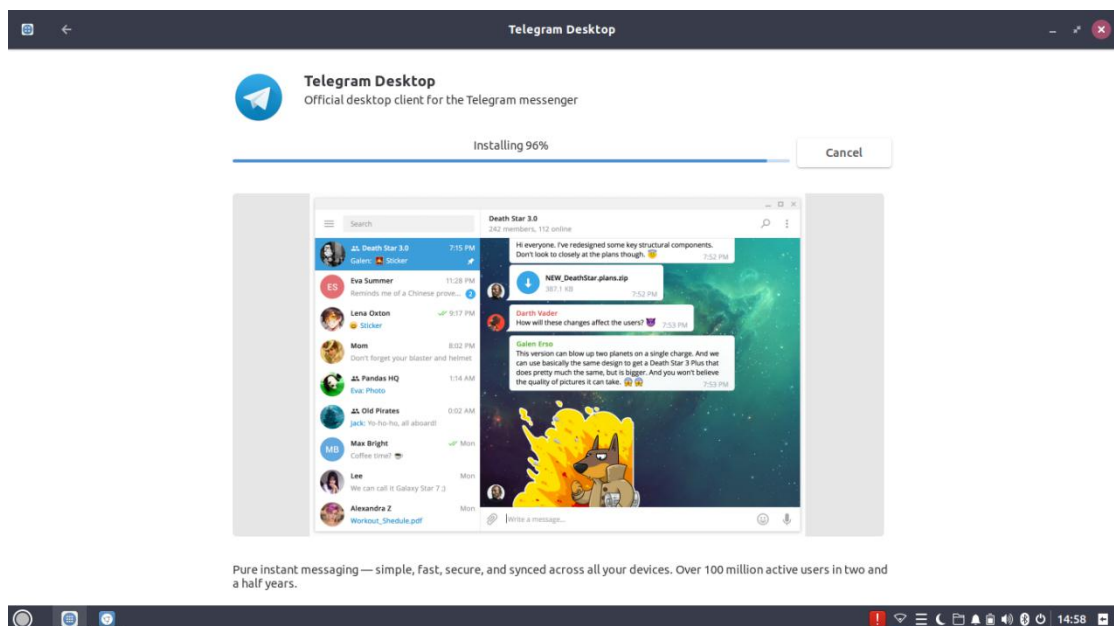 Telegram Desktop
Telegram Desktop
Official desktop client for the Telegram messenger
Installing 96%
Cancel
Search
Death Star 3.0
7:15 PM
Galen: Sticker
ES
Eva Summer
11:28 PM
Reminds me of a Chinese prove...
2
Lena Oxton
9:17 PM
Sticker
Mom
8:02 PM
Don't forget your blaster and helmet
Pandas HQ
1:14 AM
Eva: Photo
Old Pirates
0:02 AM
Jack: Yo-ho-ho, all aboard!
MB
Max Bright
Mon
Coffee time?
Lee
Mon
We can call it Galaxy Star 7 ;)
Alexandra Z
Mon
Workout_Shedule.pdf
Death Star 3.0
242 members, 112 online
Hi everyone. I've redesigned some key structural components.
Don't look to closely at the plans though.
7:52 PM
NEW_DeathStar.plans.zip
387.1 KB
7:52 PM
Darth Vader
How will these changes affect the users?
7:53 PM
Galen Erso
This version can blow up two planets on a single charge. And we
can use basically the same design to get a Death Star 3 Plus that
does pretty much the same, but is bigger. And you won't believe
the quality of pictures it can take.
7:53 PM
Write a message...
Pure instant messaging — simple, fast, secure, and synced across all your devices. Over 100 million active users in two and
a half years.
14:58